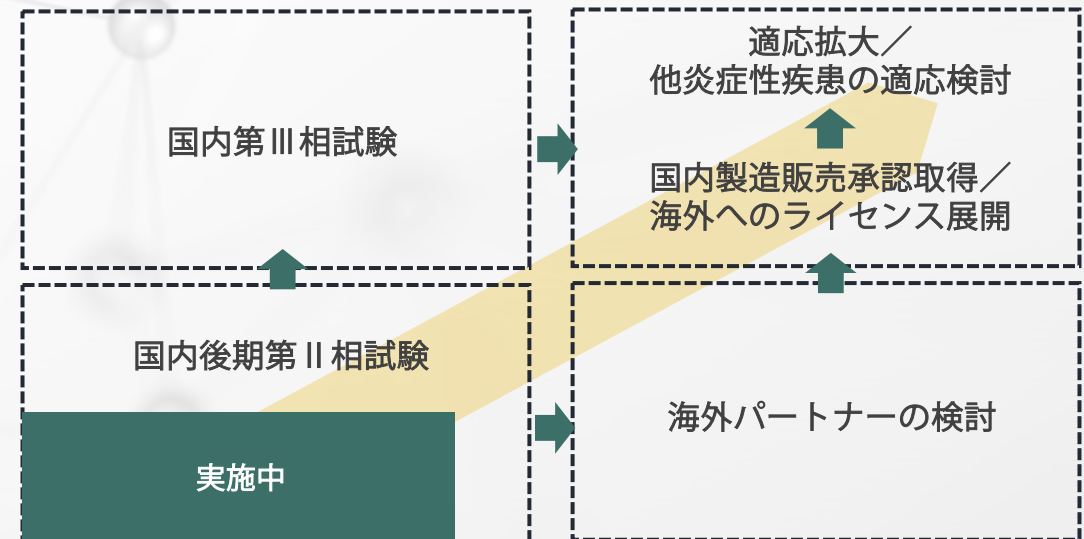 国内第Ⅲ相試験
適応拡大／
他炎症性疾患の適応検討
国内製造販売承認取得／
海外へのライセンス展開
国内後期第Ⅱ相試験
実施中
海外パートナーの検討